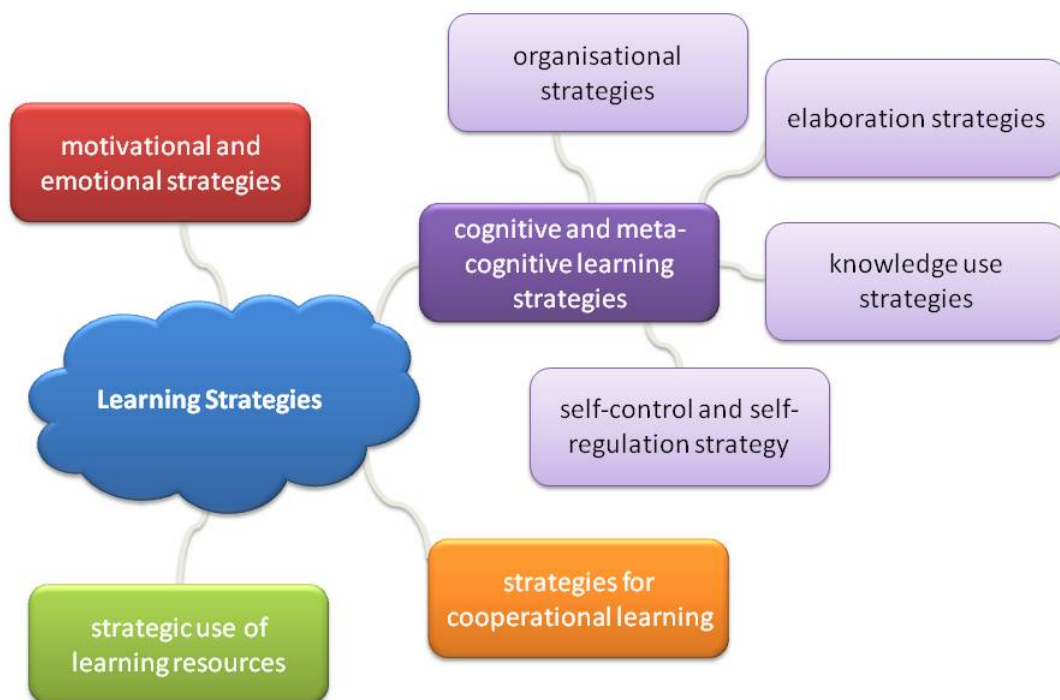 organisational
strategies
elaboration strategies
motivational and
emotional strategies
cognitive and meta-
cognitive learning
strategies
knowledge use
strategies
Learning Strategies
self-control and self-
regulation strategy
strategies for
cooperational learning
strategic use of
learning resources